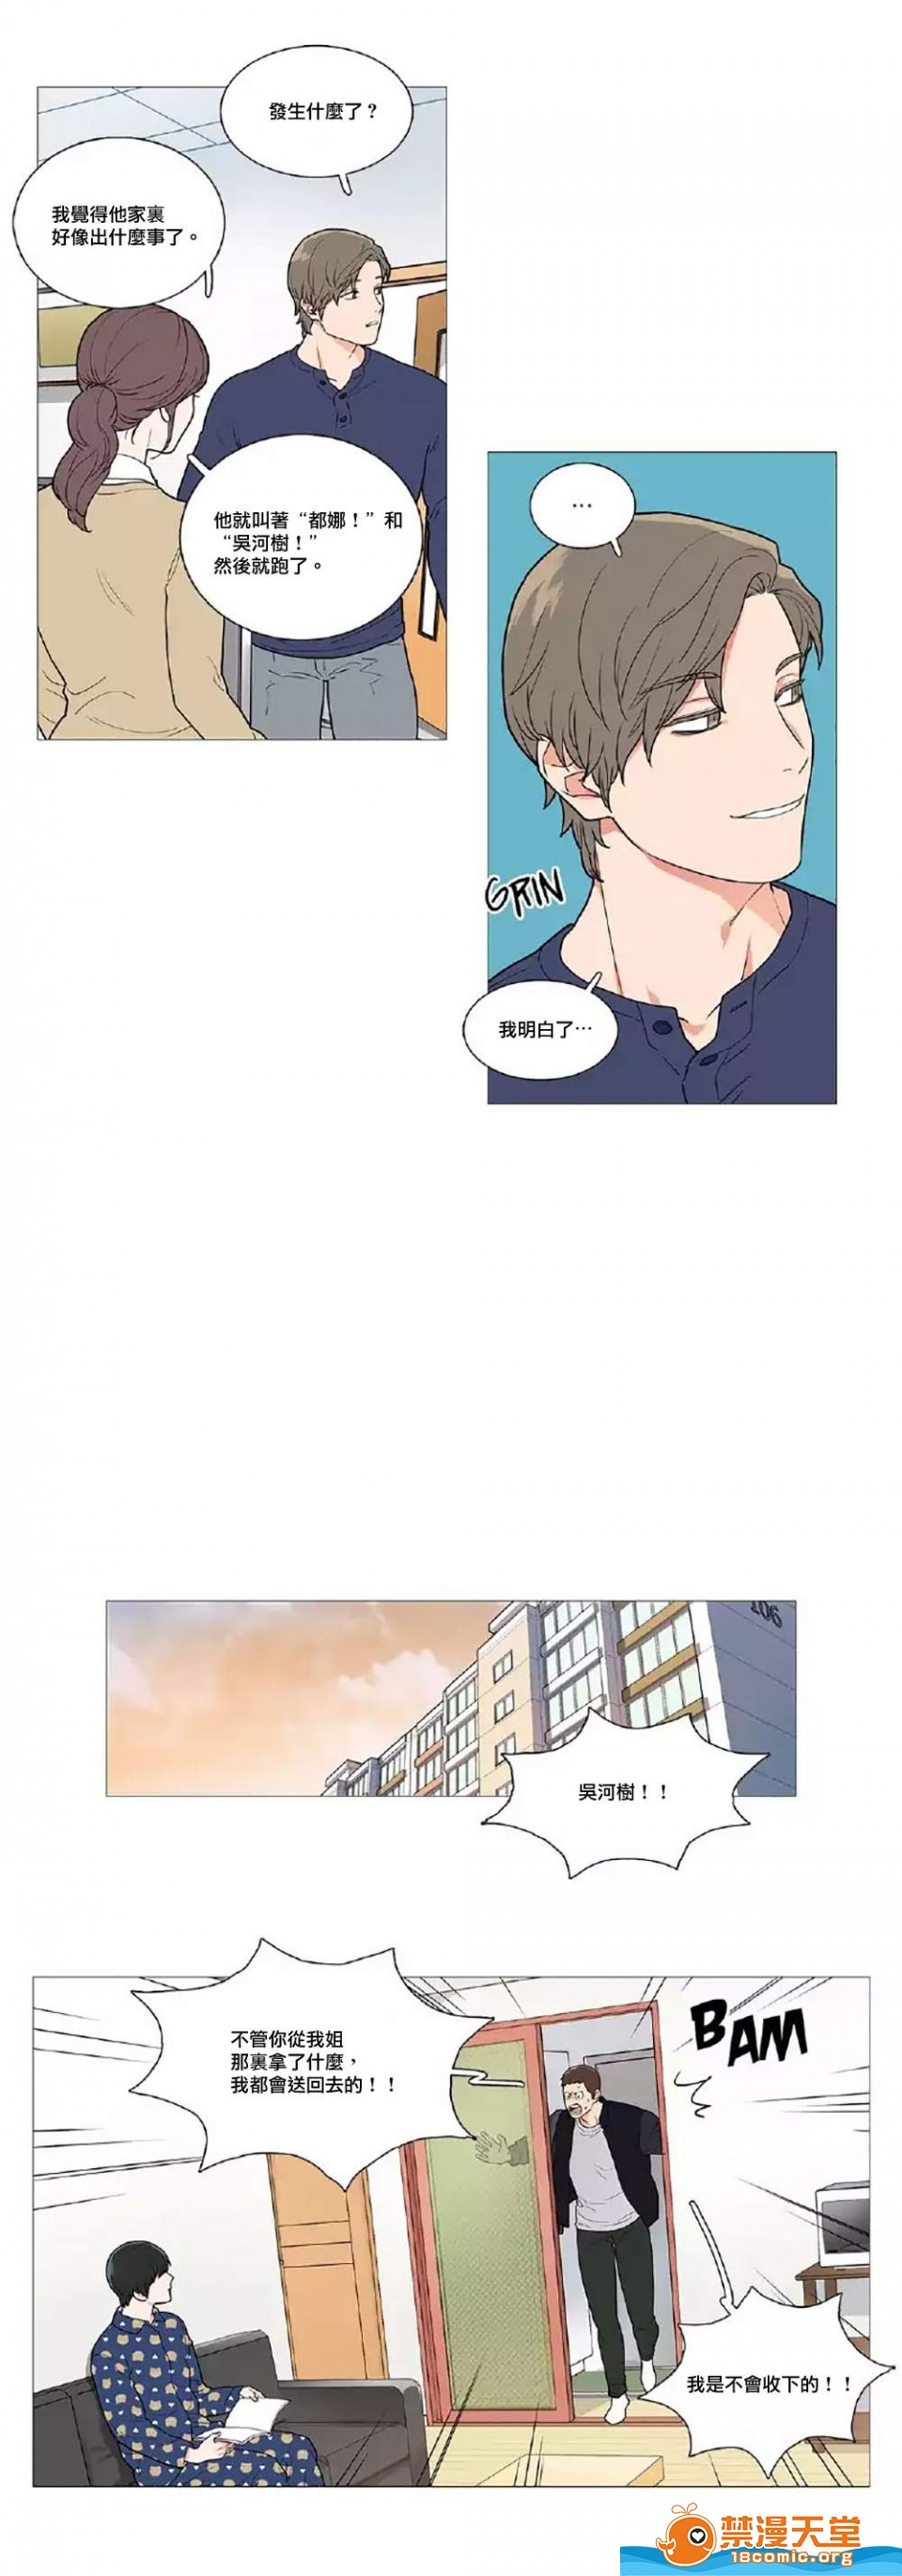 發生什麼了？
我覺得他家裏
好像出什麼事了。
他就叫著“都娜！”和
“吳河樹！”
然後就跑了。
…
GRIN
我明白了…
106
吳河樹！！
不管你從我姐
那裏拿了什麼，
我都會送回去的！！
BAM
我是不會收下的！！
禁漫天堂
18comic.org